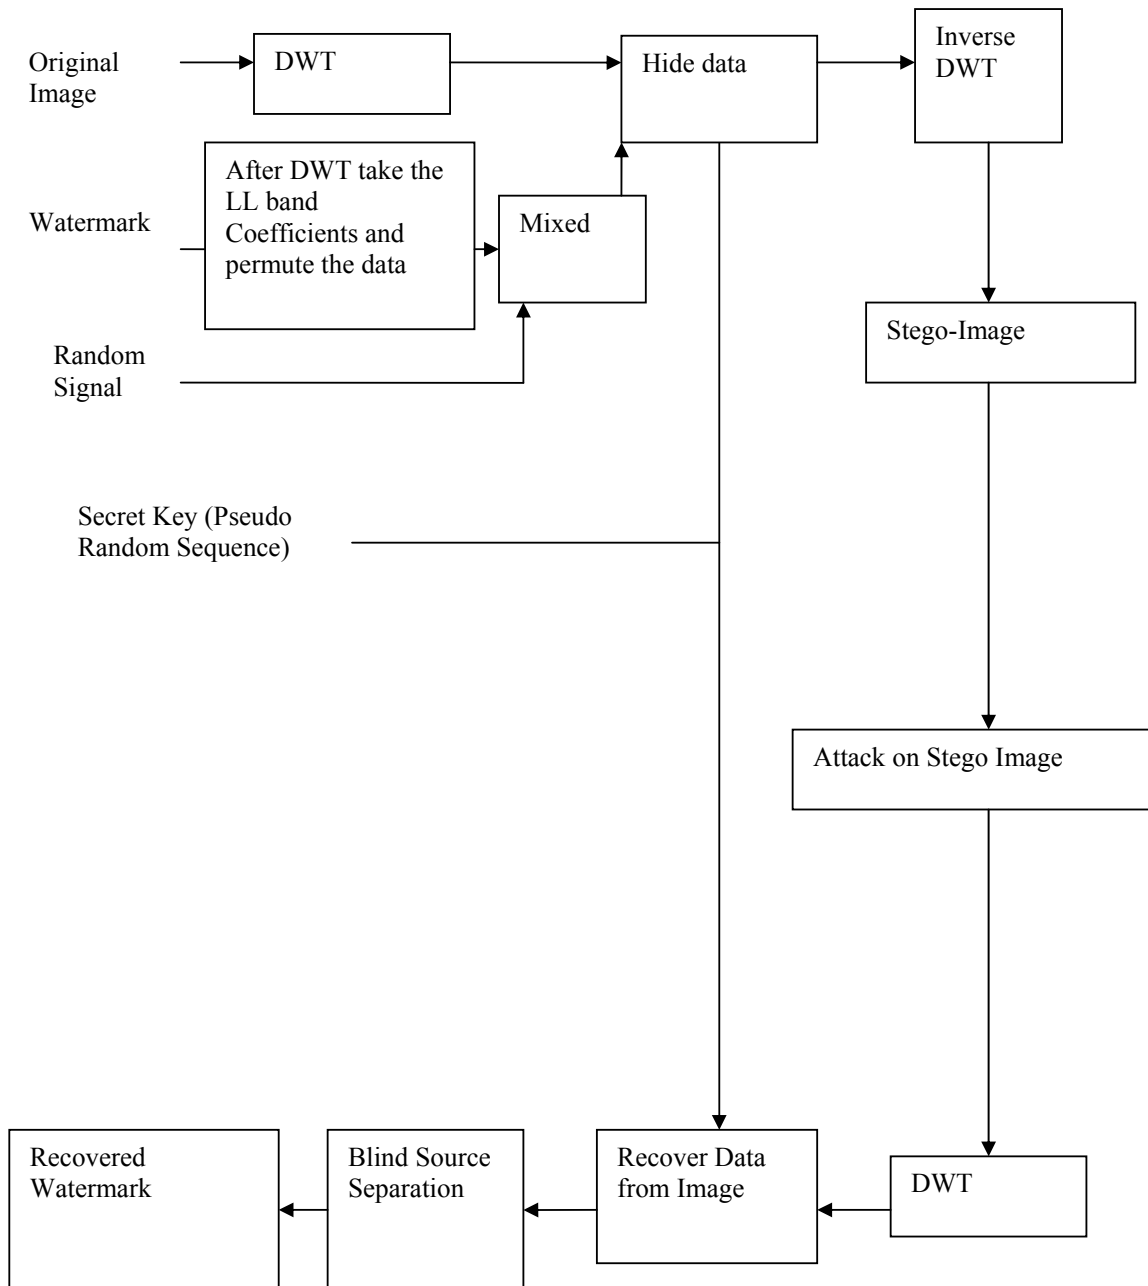 Original
Image
DWT
Hide data
Inverse
DWT
Watermark
After DWT take the
LL band
Coefficients and
permute the data
Mixed
Random
Signal
Stego-Image
Secret Key (Pseudo
Random Sequence)
Attack on Stego Image
Recovered
Watermark
Blind Source
Separation
Recover Data
from Image
DWT